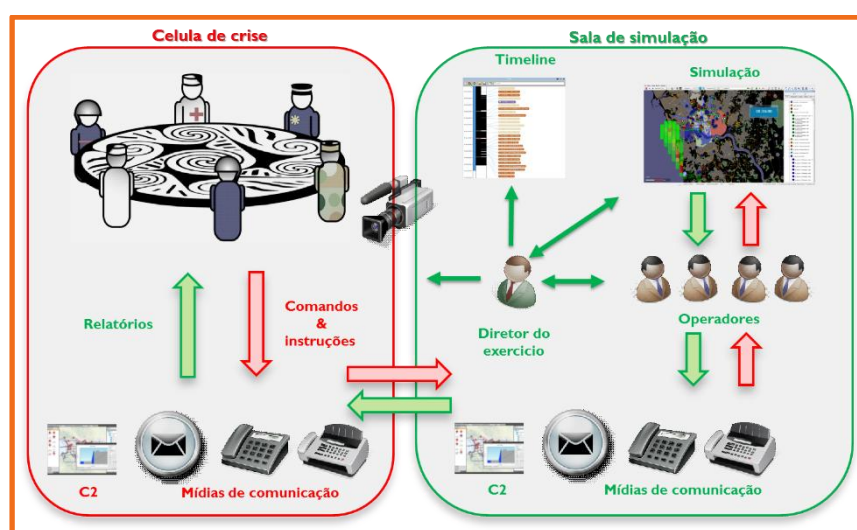 Celula de crise
Sala de simulação
Timeline
Simulação
Relatórios
Comandos
&
instruções
Diretor do
exercicio
Operadores
C2
Mídias de comunicação
C2
Mídias de comunicação